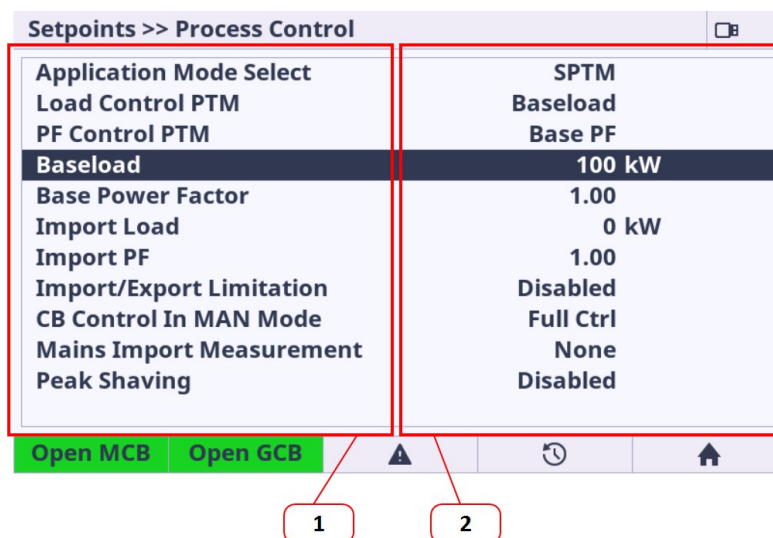 Setpoints >> Process Control
Application Mode Select SPTM
Load Control PTM Baseload
PF Control PTM Base PF
Baseload 100 kW
Base Power Factor 1.00
Import Load 0 kW
Import PF 1.00
Import/Export Limitation Disabled
CB Control In MAN Mode Full Ctrl
Mains Import Measurement None
Peak Shaving Disabled
Open MCB Open GCB
1 2